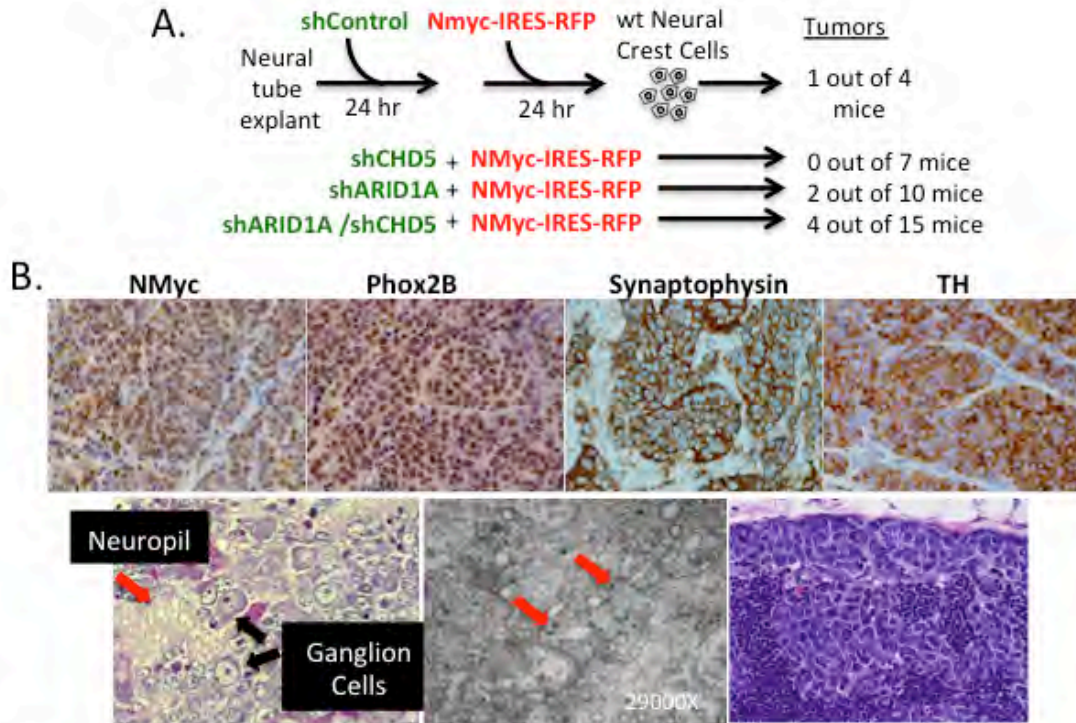 A.
shControl Nmyc-IRES-RFP wt Neural Crest Cells Tumors
Neural tube explant
24 hr 24 hr
1 out of 4 mice
shCHD5 + NMyc-IRES-RFP 0 out of 7 mice
shARID1A + NMyc-IRES-RFP 2 out of 10 mice
shARID1A /shCHD5 + NMyc-IRES-RFP 4 out of 15 mice
B.
NMyc Phox2B Synaptophysin TH
Neuropil
Ganglion
Cells
29000X